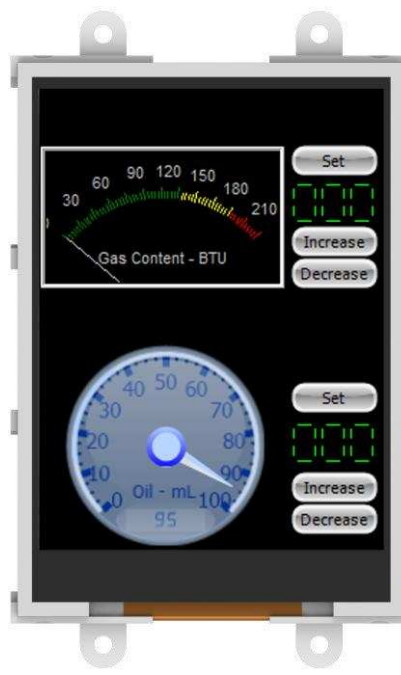 Set
30 60 90 120 150 180 210
Gas Content - BTU
Increase
Decrease
0 10 20 30 40 50 60 70 80 90 100
Oil - mL
95
Set
Increase
Decrease